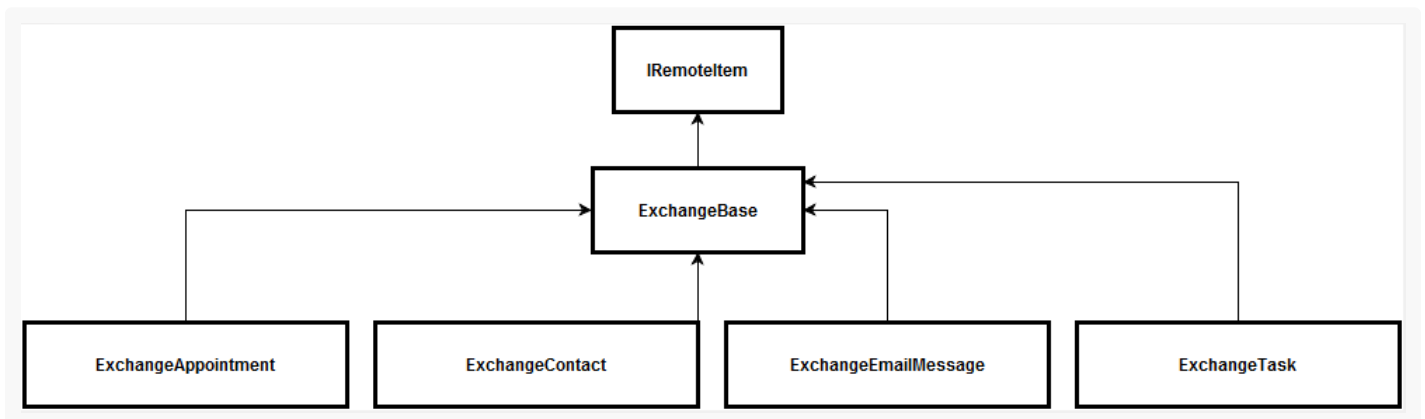 IRemoteItem
ExchangeBase
ExchangeAppointment
ExchangeContact
ExchangeEmailMessage
ExchangeTask